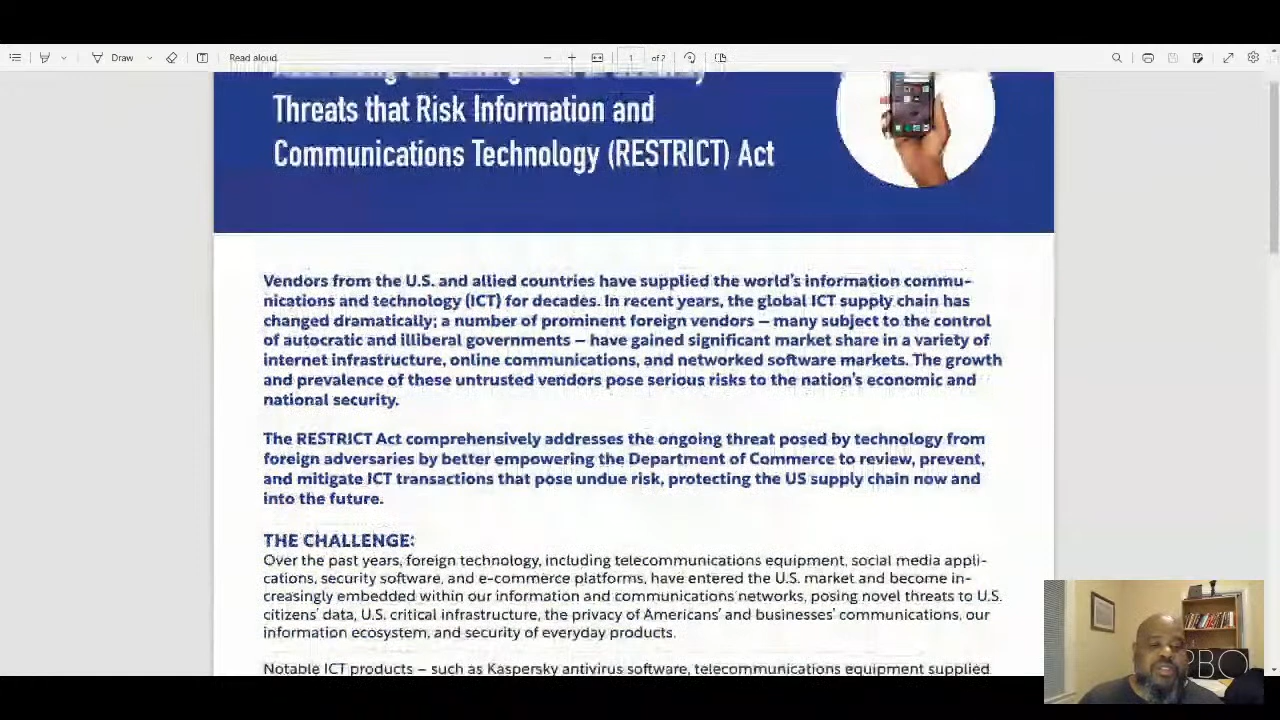 Draw
Read aloud
1 of 2
Threats that Risk Information and
Communications Technology (RESTRICT) Act
Vendors from the U.S. and allied countries have supplied the world's information commu-
nications and technology (ICT) for decades. In recent years, the global ICT supply chain has
changed dramatically; a number of prominent foreign vendors – many subject to the control
of autocratic and illiberal governments – have gained significant market share in a variety of
internet infrastructure, online communications, and networked software markets. The growth
and prevalence of these untrusted vendors pose serious risks to the nation's economic and
national security.
The RESTRICT Act comprehensively addresses the ongoing threat posed by technology from
foreign adversaries by better empowering the Department of Commerce to review, prevent,
and mitigate ICT transactions that pose undue risk, protecting the US supply chain now and
into the future.
THE CHALLENGE:
Over the past years, foreign technology, including telecommunications equipment, social media appli-
cations, security software, and e-commerce platforms, have entered the U.S. market and become in-
creasingly embedded within our information and communications networks, posing novel threats to U.S.
citizens' data, U.S. critical infrastructure, the privacy of Americans' and businesses' communications, our
information ecosystem, and security of everyday products.
Notable ICT products – such as Kaspersky antivirus software, telecommunications equipment supplied